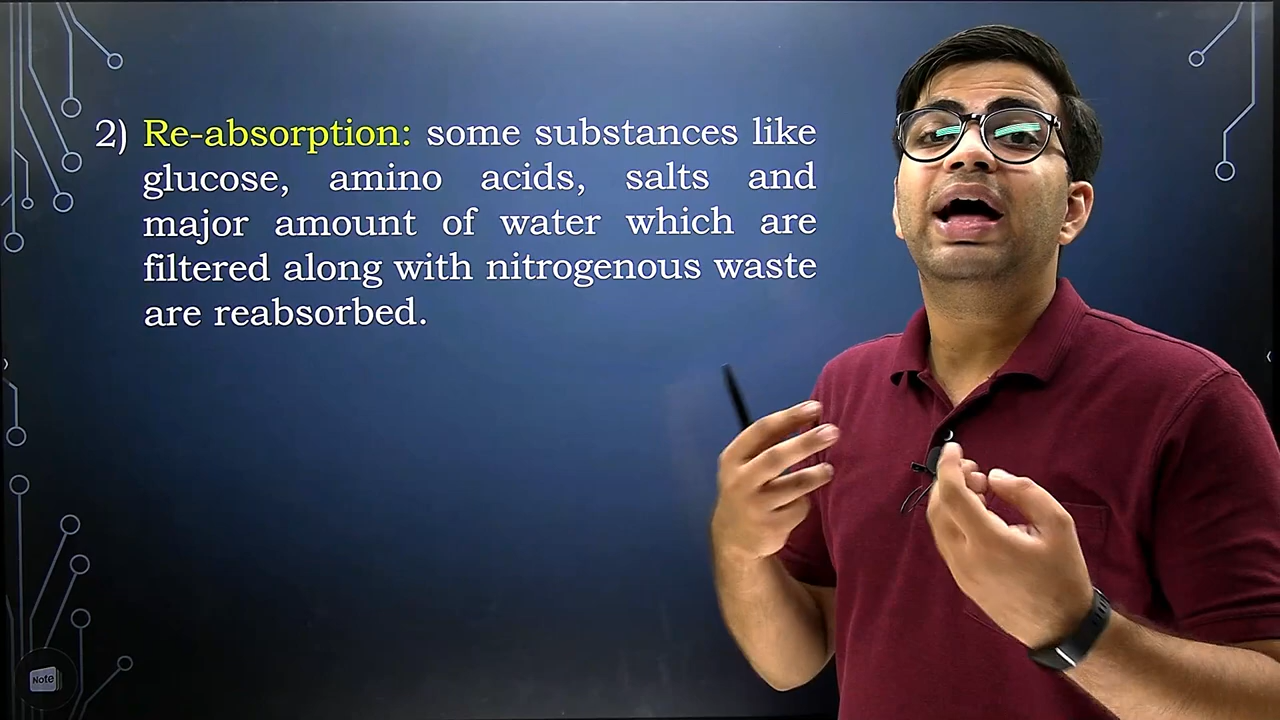 2) Re-absorption: some substances like
glucose, amino acids, salts and
major amount of water which are
filtered along with nitrogenous waste
are reabsorbed.
Note